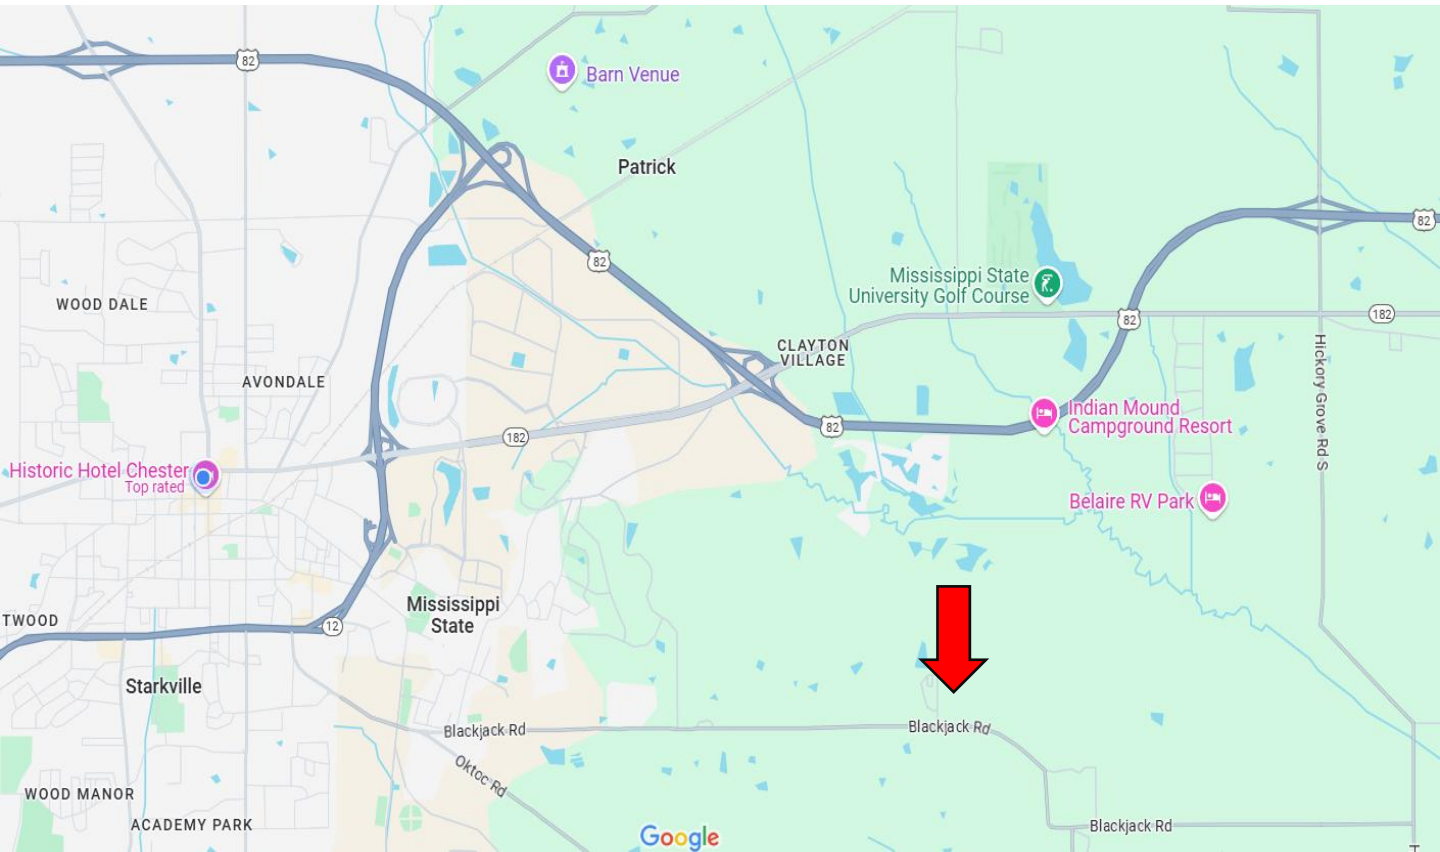 82
Barn Venue
Patrick
82
82
Mississippi State
University Golf Course
WOOD DALE
182
82
CLAYTON
VILLAGE
Hickory Grove Rd S
AVONDALE
Indian Mound
Campground Resort
82
182
Historic Hotel Chester
Top rated
Belaire RV Park
Mississippi
State
TWOOD
12
Starkville
Blackjack Rd
Blackjack Rd
Oktoc Rd
WOOD MANOR
ACADEMY PARK
Blackjack Rd
Google